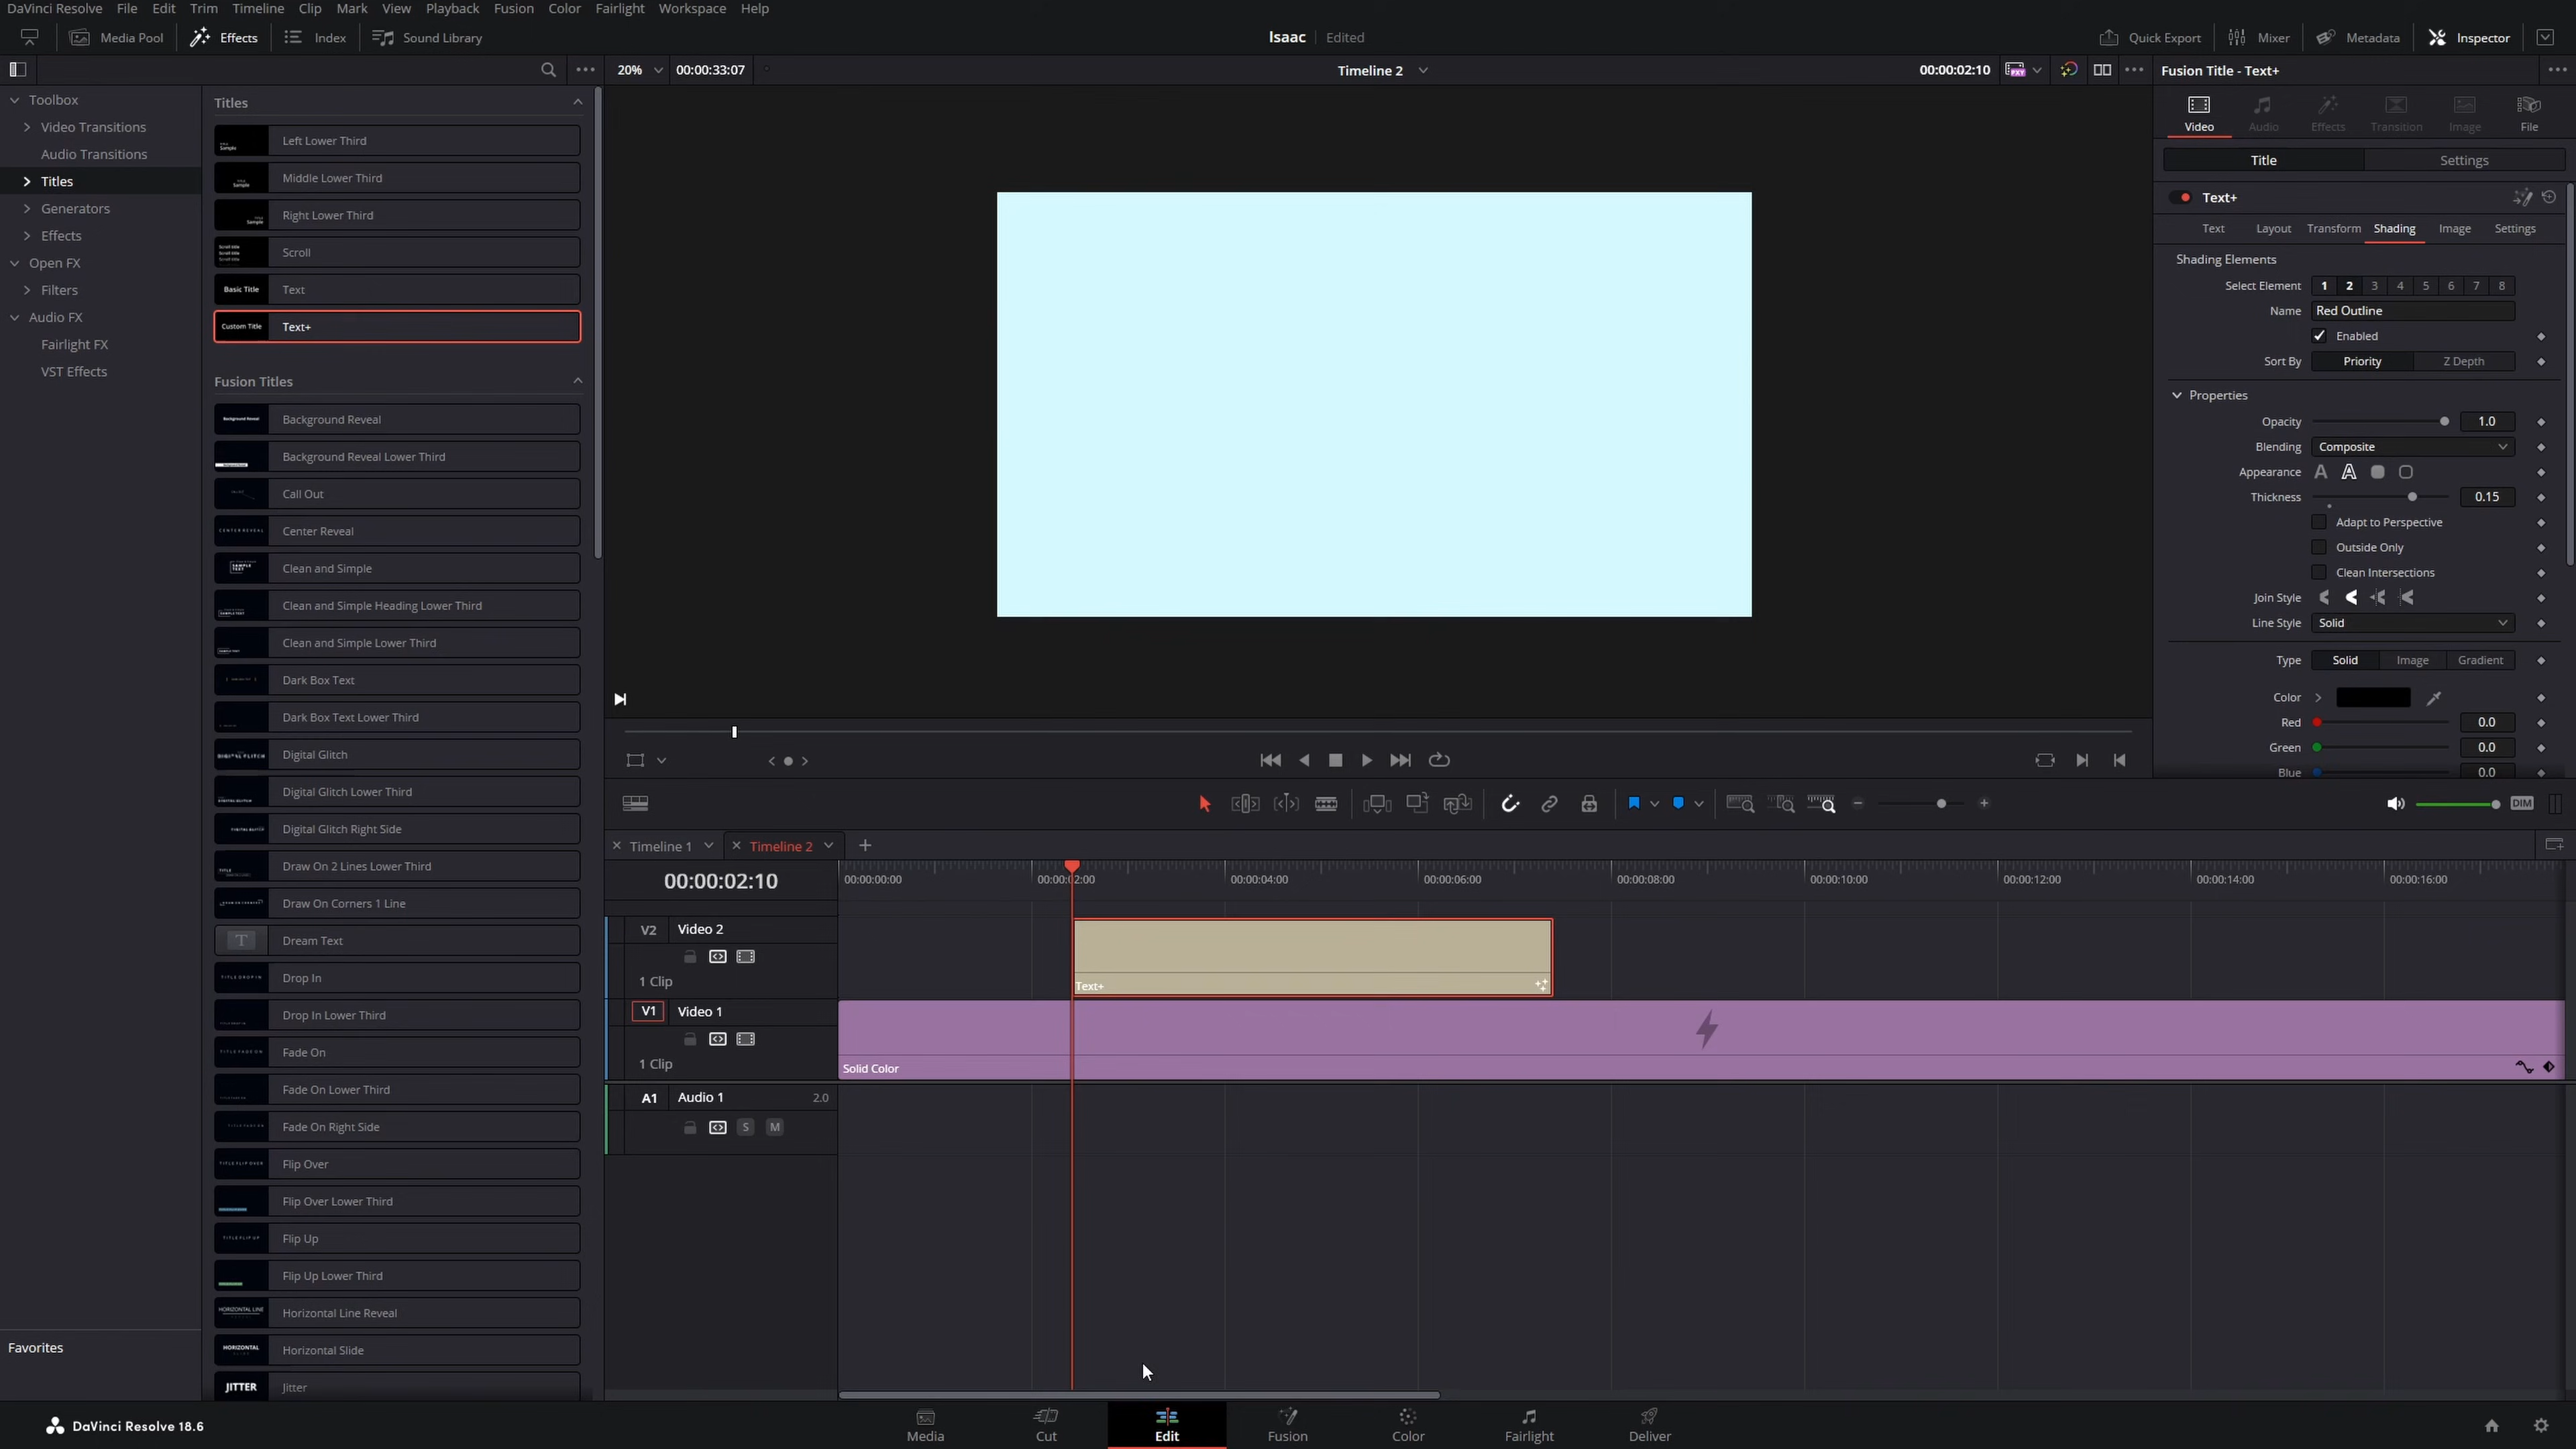 DaVinci Resolve File Edit Trim Timeline Clip Mark View Playback Fusion Color Fairlight Workspace Help
Media Pool Effects Index Sound Library
Isaac Edited
Quick Export Mixer Metadata Inspector
20% 00:00:33:07 Timeline 2 00:00:02:10 Fusion Title - Text+
Toolbox
Video Transitions
Audio Transitions
Titles
Generators
Effects
Open FX
Filters
Audio FX
Fairlight FX
VST Effects
Favorites
Titles
Left Lower Third
Middle Lower Third
Right Lower Third
Scroll
Basic Title Text
Custom Title Text+
Fusion Titles
Background Reveal
Background Reveal Lower Third
Call Out
Center Reveal
Clean and Simple
Clean and Simple Heading Lower Third
Clean and Simple Lower Third
Dark Box Text
Dark Box Text Lower Third
Digital Glitch
Digital Glitch Lower Third
Digital Glitch Right Side
Draw On 2 Lines Lower Third
Draw On Corners 1 Line
Dream Text
Drop In
Drop In Lower Third
Fade On
Fade On Lower Third
Fade On Right Side
Flip Over
Flip Over Lower Third
Flip Up
Flip Up Lower Third
Horizontal Line Reveal
HORIZONTAL Horizontal Slide
JITTER Jitter
Video Audio Effects Transition Image File
Title Settings
Text+
Text Layout Transform Shading Image Settings
Shading Elements
Select Element 1 2 3 4 5 6 7 8
Name Red Outline
Enabled
Sort By Priority Z Depth
Properties
Opacity 1.0
Blending Composite
Appearance
Thickness 0.15
Adapt to Perspective
Outside Only
Clean Intersections
Join Style
Line Style Solid
Type Solid Image Gradient
Color
Red 0.0
Green 0.0
Blue 0.0
DIM
Timeline 1 Timeline 2
00:00:02:10
00:00:00:00 00:00:02:00 00:00:04:00 00:00:06:00 00:00:08:00 00:00:10:00 00:00:12:00 00:00:14:00 00:00:16:00
V2 Video 2
1 Clip
Text+
V1 Video 1
1 Clip
Solid Color
A1 Audio 1 2.0
S M
DaVinci Resolve 18.6
Media Cut Edit Fusion Color Fairlight Deliver